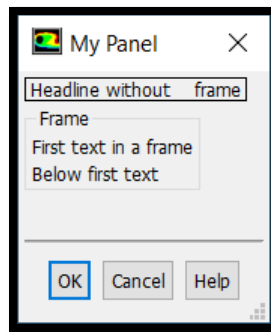 My Panel
Headline without frame
Frame
First text in a frame
Below first text
OK Cancel Help